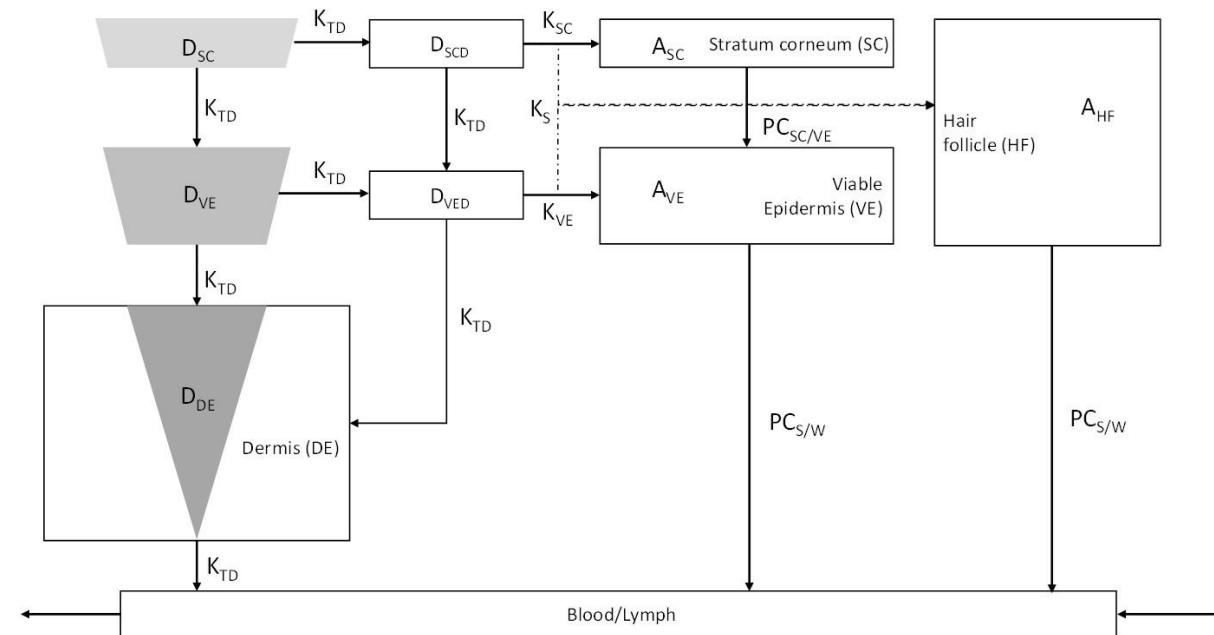 K_TD
K_SC
D_SC
D_SCD
A_SC
Stratum corneum (SC)
K_TD
K_TD
K_S
PC_SC/VE
Hair
follicle (HF)
A_HF
K_TD
D_VE
D_VED
K_VE
A_VE
Viable
Epidermis (VE)
K_TD
K_TD
D_DE
Dermis (DE)
PC_S/W
PC_S/W
K_TD
Blood/Lymph